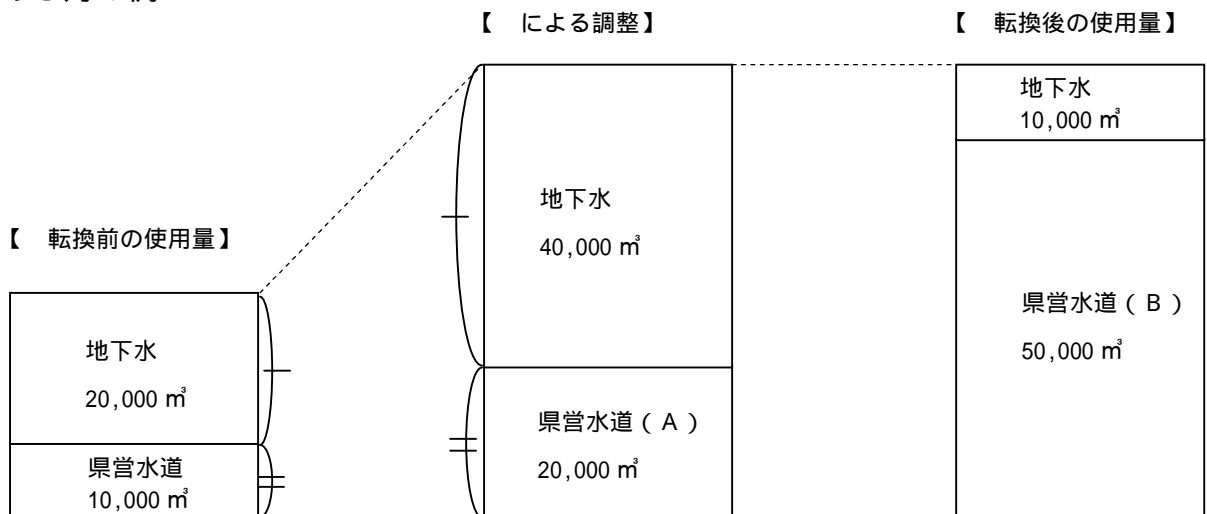 【　による調整】
【　転換後の使用量】
地下水
10,000 ㎥
地下水
40,000 ㎥
【　転換前の使用量】
県営水道（Ｂ）
50,000 ㎥
地下水
20,000 ㎥
県営水道（Ａ）
20,000 ㎥
県営水道
10,000 ㎥